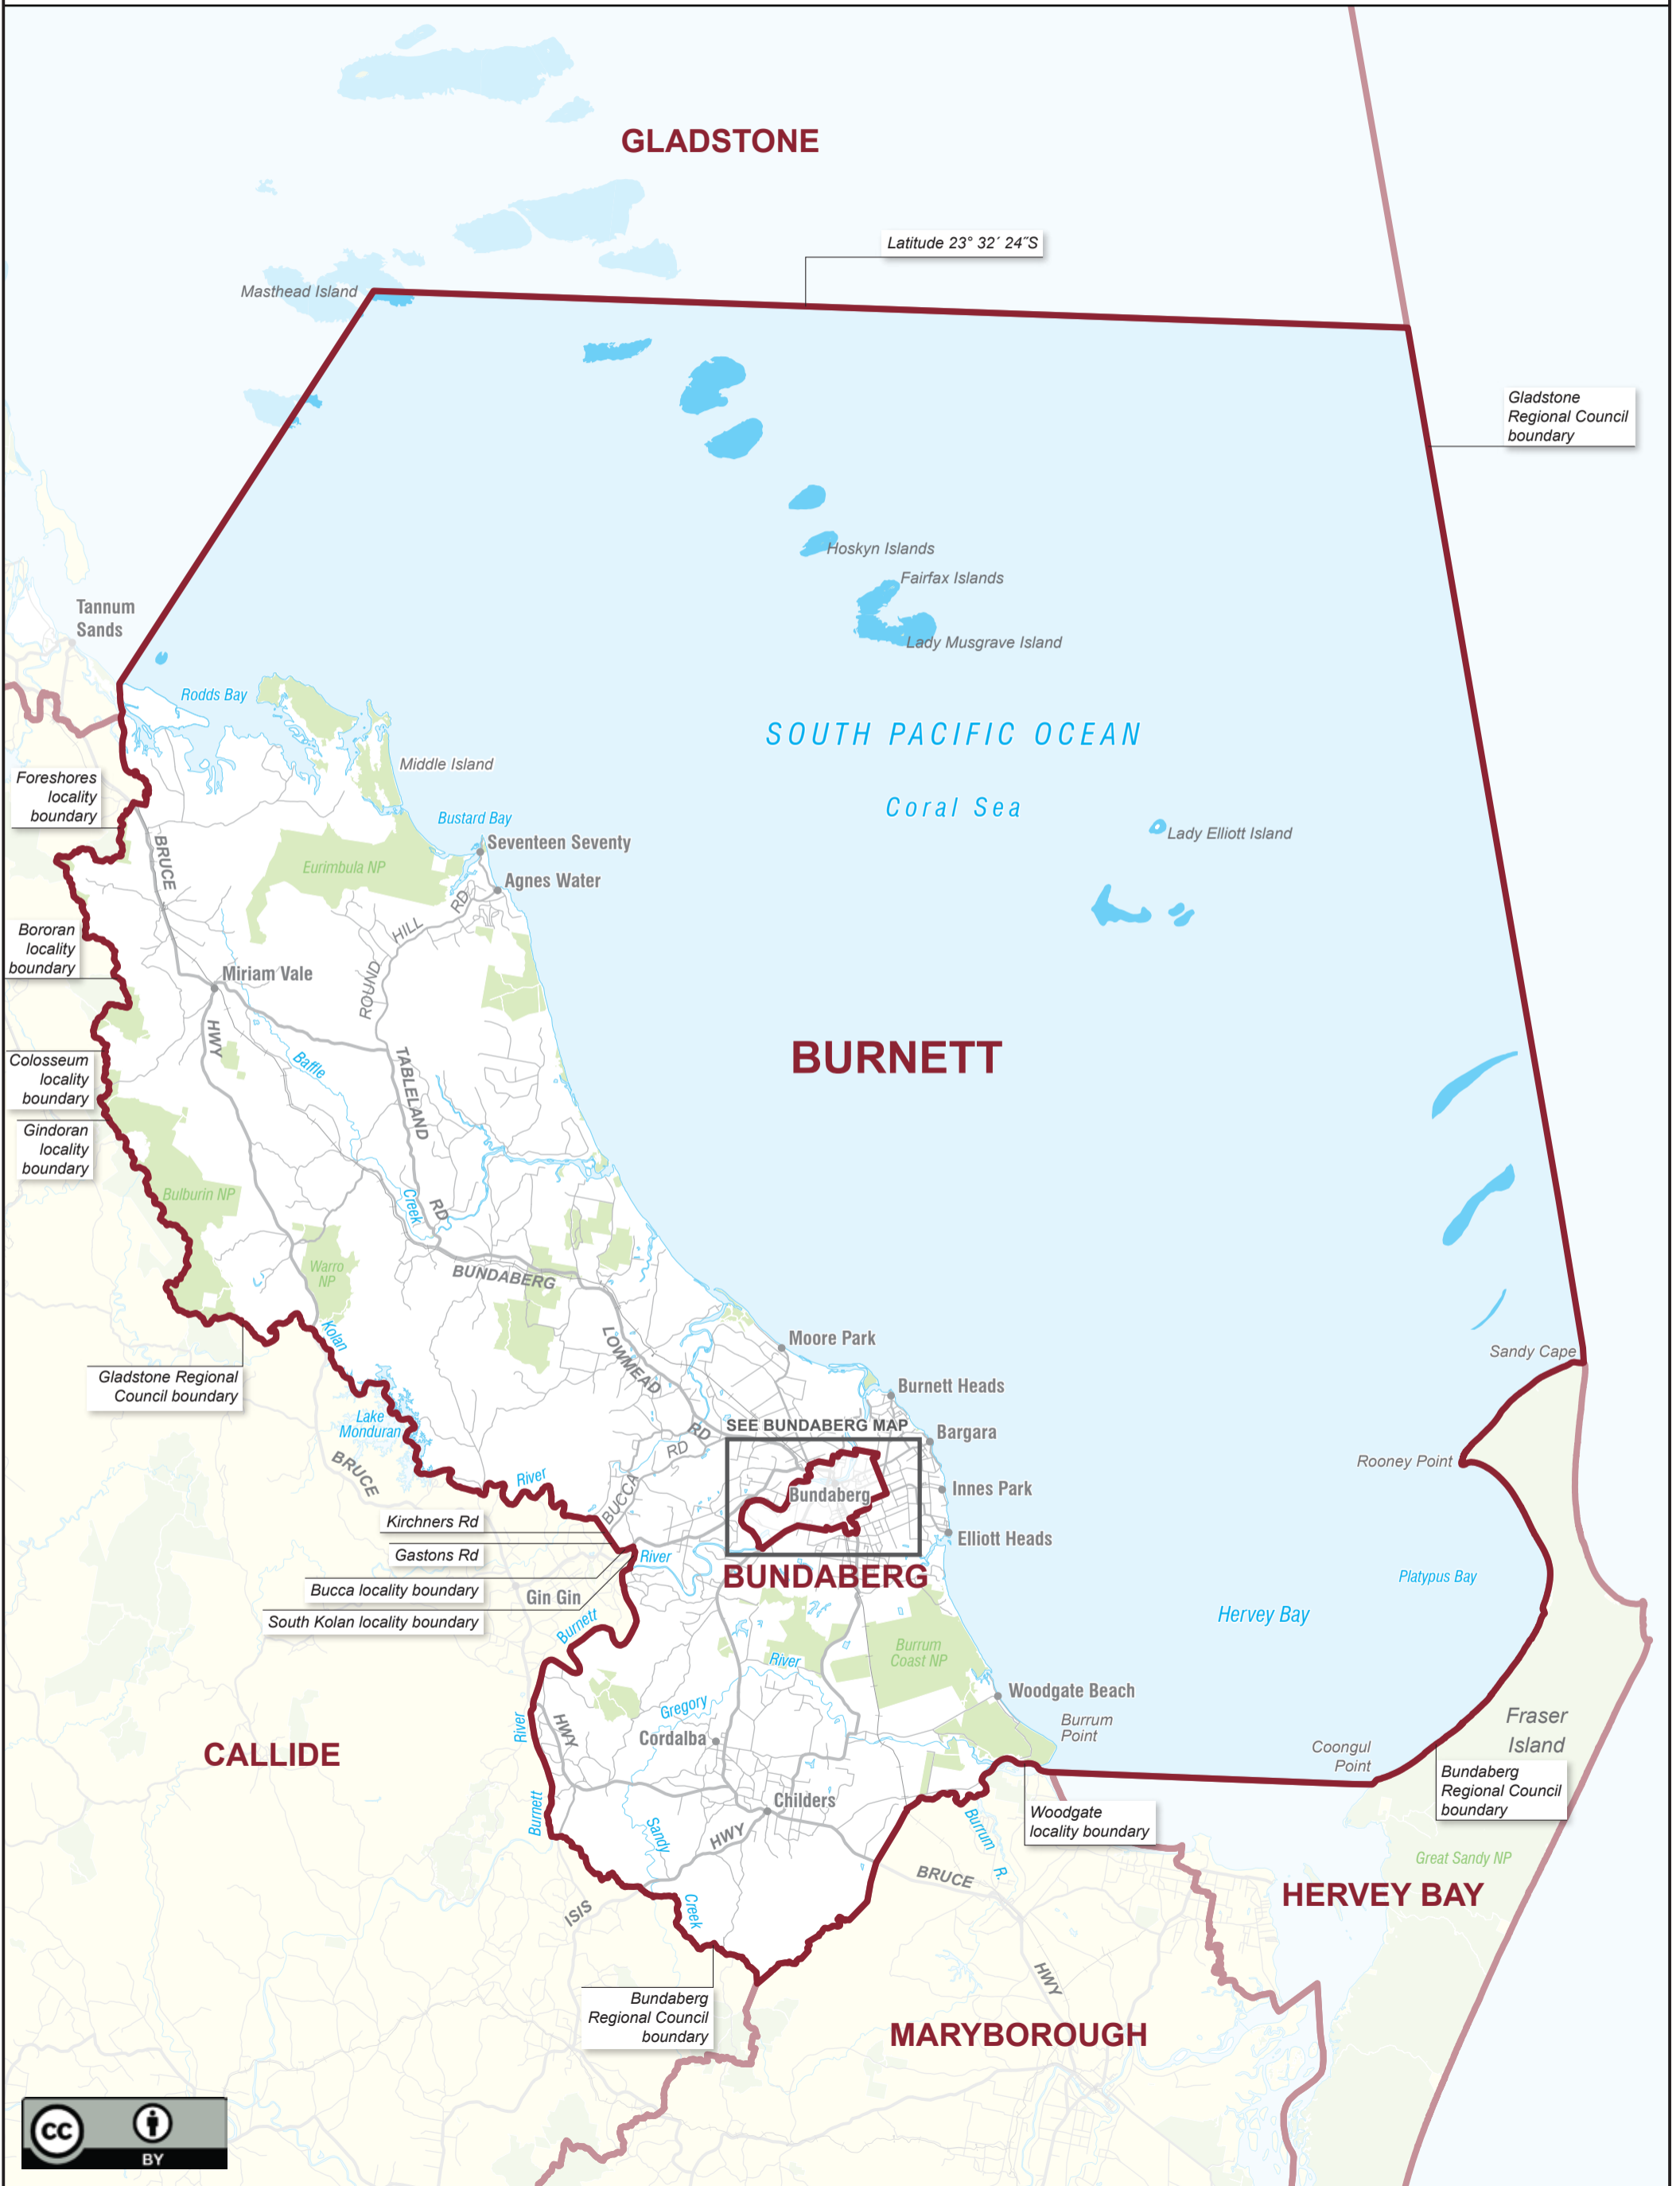 GLADSTONE
Latitude 23° 32´ 24˝S
Masthead Island
Gladstone
Regional Council
boundary
Hoskyn Islands
Fairfax Islands
Lady Musgrave Island
Tannum
Sands
Rodds Bay
SOUTH PACIFIC OCEAN
Coral Sea
Middle Island
Foreshores
locality
boundary
Bustard Bay
Seventeen Seventy
Agnes Water
Lady Elliott Island
BRUCE
Eurimbula NP
ROUND
HILL
RD
Bororan
locality
boundary
Miriam Vale
HWY
BURNETT
Colosseum
locality
boundary
Baffle
TABLELAND
Gindoran
locality
boundary
Bulburin NP
Creek
RD
Warro
NP
BUNDABERG
Kolan
LOWMEAD
Moore Park
Sandy Cape
Gladstone Regional
Council boundary
Burnett Heads
Lake
Monduran
SEE BUNDABERG MAP
RD
RD
Bargara
BRUCE
River
BUCCA
Rooney Point
Bundaberg
Innes Park
Kirchners Rd
Elliott Heads
Gastons Rd
River
BUNDABERG
Bucca locality boundary
Gin Gin
Platypus Bay
South Kolan locality boundary
Burnett
Hervey Bay
Burrum
Coast NP
River
Woodgate Beach
Gregory
River
HWY
Cordalba
Burrum
Point
Fraser
Island
CALLIDE
Coongul
Point
Bundaberg
Regional Council
boundary
Burnett
Childers
Woodgate
locality boundary
Sandy
HWY
Burrum
R.
BRUCE
Great Sandy NP
HERVEY BAY
ISIS
Creek
HWY
Bundaberg
Regional Council
boundary
MARYBOROUGH
cc
BY